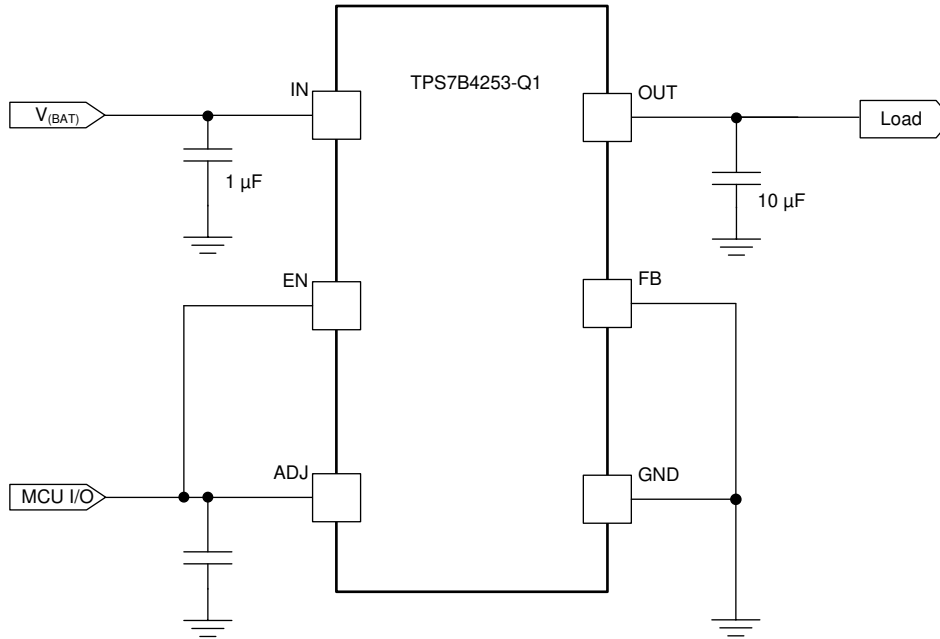 TPS7B4253-Q1
IN
OUT
V(BAT)
Load
1 µF
10 µF
EN
FB
ADJ
GND
MCU I/O